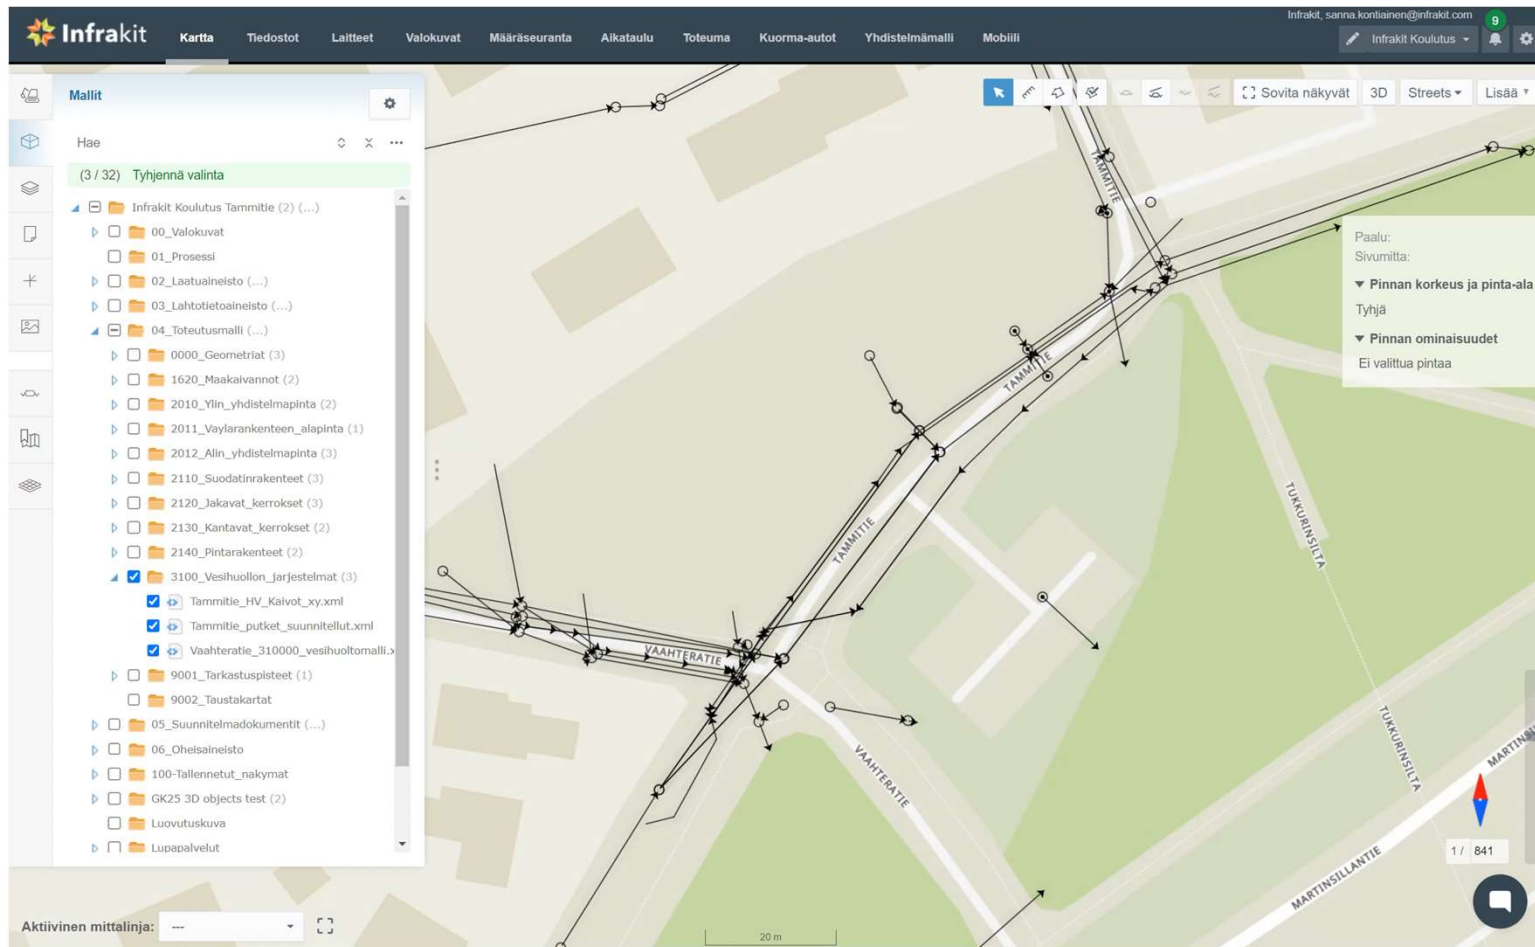 Infrakit, sanna.kontiainen@infrakit.com
9
Infrakit
Kartta Tiedostot Laitteet Valokuvat Määräseuranta Aikataulu Toteuma Kuorma-autot Yhdistelmämalli Mobiili
Infrakit Koulutus
Mallit
Hae
(3 / 32) Tyhjennä valinta
Infrakit Koulutus Tammitie (2) (...)
00_Valokuvat
01_Prosessi
02_Laatuaineisto (...)
03_Lahtotietoaineisto (...)
04_Toteutusmalli (...)
0000_Geometriat (3)
1620_Maakaivannot (2)
2010_Ylin_yhdistelmapinta (2)
2011_Vaylarankenteen_alapinta (1)
2012_Alin_yhdistelmapinta (3)
2110_Suodatinrakenteet (3)
2120_Jakavat_kerrokset (3)
2130_Kantavat_kerrokset (2)
2140_Pintarakenteet (2)
3100_Vesihuollon_jarjestelmat (3)
Tammitie_HV_Kaivot_xy.xml
Tammitie_putket_suunnitellut.xml
Vaahteratie_310000_vesihuoltomalli.x
9001_Tarkastuspisteet (1)
9002_Taustakartat
05_Suunnitelmadokumentit (...)
06_Oheisaineisto
100-Tallennetut_nakymat
GK25 3D objects test (2)
Luovutuskuva
Lupapalvelut
Aktiivinen mittalinja: ---
Sovita näkyvät 3D Streets Lisää
Paalu:
Sivumitta:
Pinnan korkeus ja pinta-ala
Tyhjä
Pinnan ominaisuudet
Ei valittua pintaa
TAMMITIE
TAMMITIE
TAMMITIE
VAAHTERATIE
VAAHTERATIE
TUKKURINSILTA
TUKKURINSILTA
MARTINSI
MARTINSILLANTIE
1 / 841
20 m